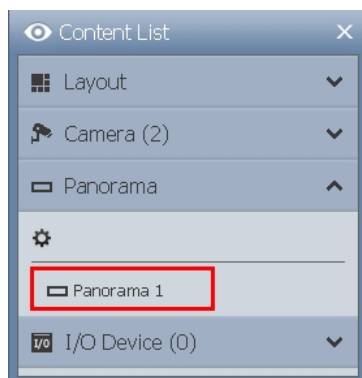 Content List
Layout
Camera (2)
Panorama
Panorama 1
I/O I/O Device (0)